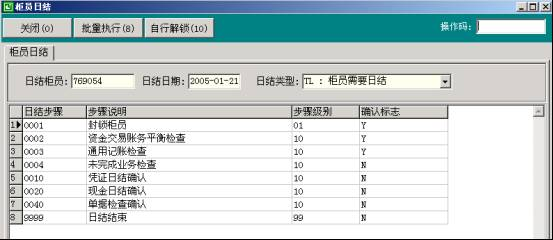 柜员日结
关闭(0) 批量执行(8) 自行解锁(10) 操作码:
柜员日结
日结柜员: 769054 日结日期: 2005-01-21 日结类型: TL : 柜员需要日结
日结步骤 步骤说明 步骤级别 确认标志
1 0001 封锁柜员 01 Y
2 0002 资金交易账务平衡检查 10 Y
3 0003 通用记账检查 10 Y
4 0004 未完成业务检查 10 N
5 0010 凭证日结确认 10 N
6 0020 现金日结确认 10 N
7 0040 单据检查确认 10 N
8 9999 日结结束 99 N